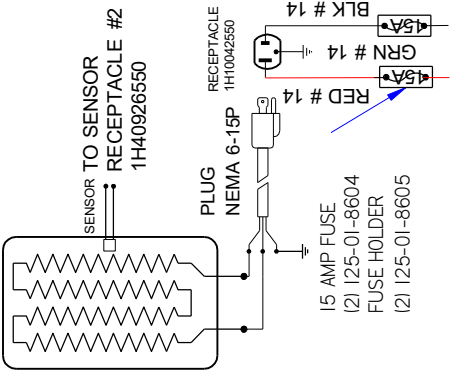 SENSOR TO SENSOR
RECEPTACLE #2
1H40926550
PLUG
NEMA 6-15P
RECEPTACLE
1H10042550
BLK # 14
15A
GRN # 14
15A
RED # 14
15 AMP FUSE
(2) 125-01-8604
FUSE HOLDER
(2) 125-01-8605